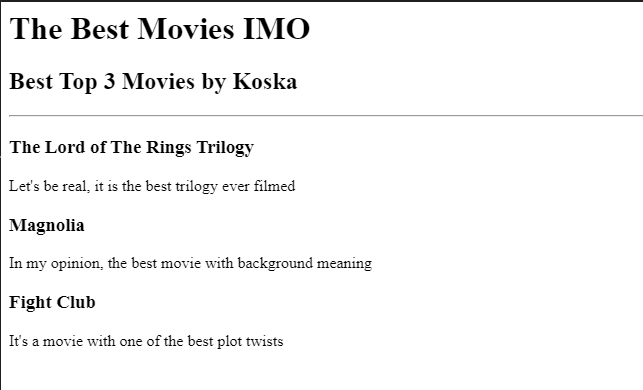 The Best Movies IMO
Best Top 3 Movies by Koska
The Lord of The Rings Trilogy
Let's be real, it is the best trilogy ever filmed
Magnolia
In my opinion, the best movie with background meaning
Fight Club
It's a movie with one of the best plot twists